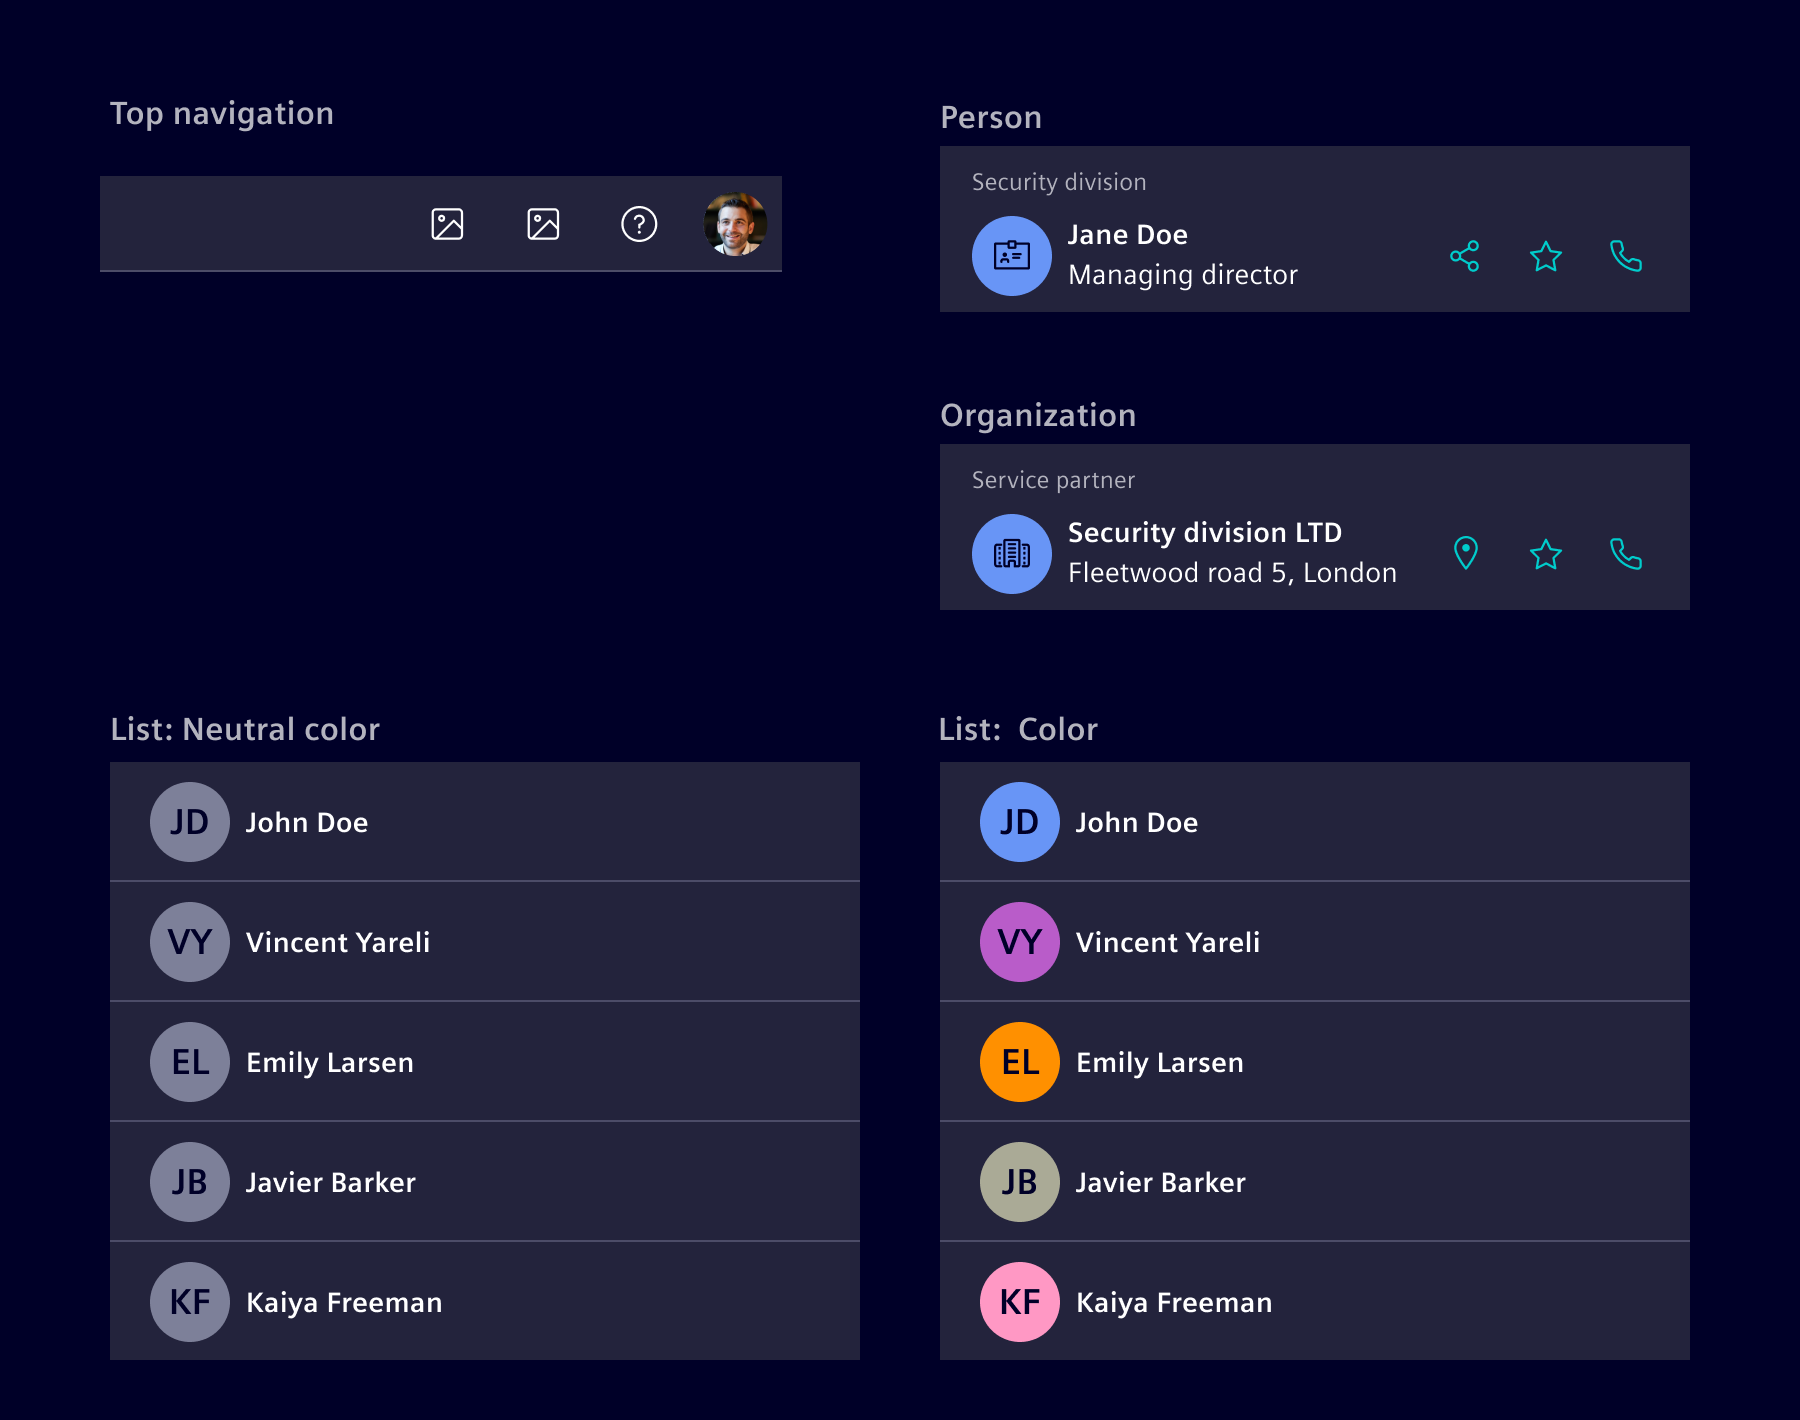 Top navigation
Person
Security division
Jane Doe
Managing director
Organization
Service partner
Security division LTD
Fleetwood road 5, London
List: Neutral color
JD John Doe
VY Vincent Yareli
EL Emily Larsen
JB Javier Barker
KF Kaiya Freeman
List:  Color
JD John Doe
VY Vincent Yareli
EL Emily Larsen
JB Javier Barker
KF Kaiya Freeman